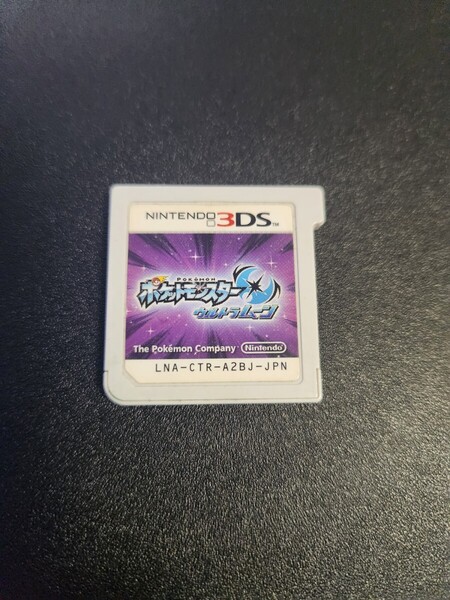 NINTENDO 3DS™
POKÉMON
ポケットモンスター
ウルトラムーン
The Pokémon Company Nintendo
LNA-CTR-A2BJ-JPN